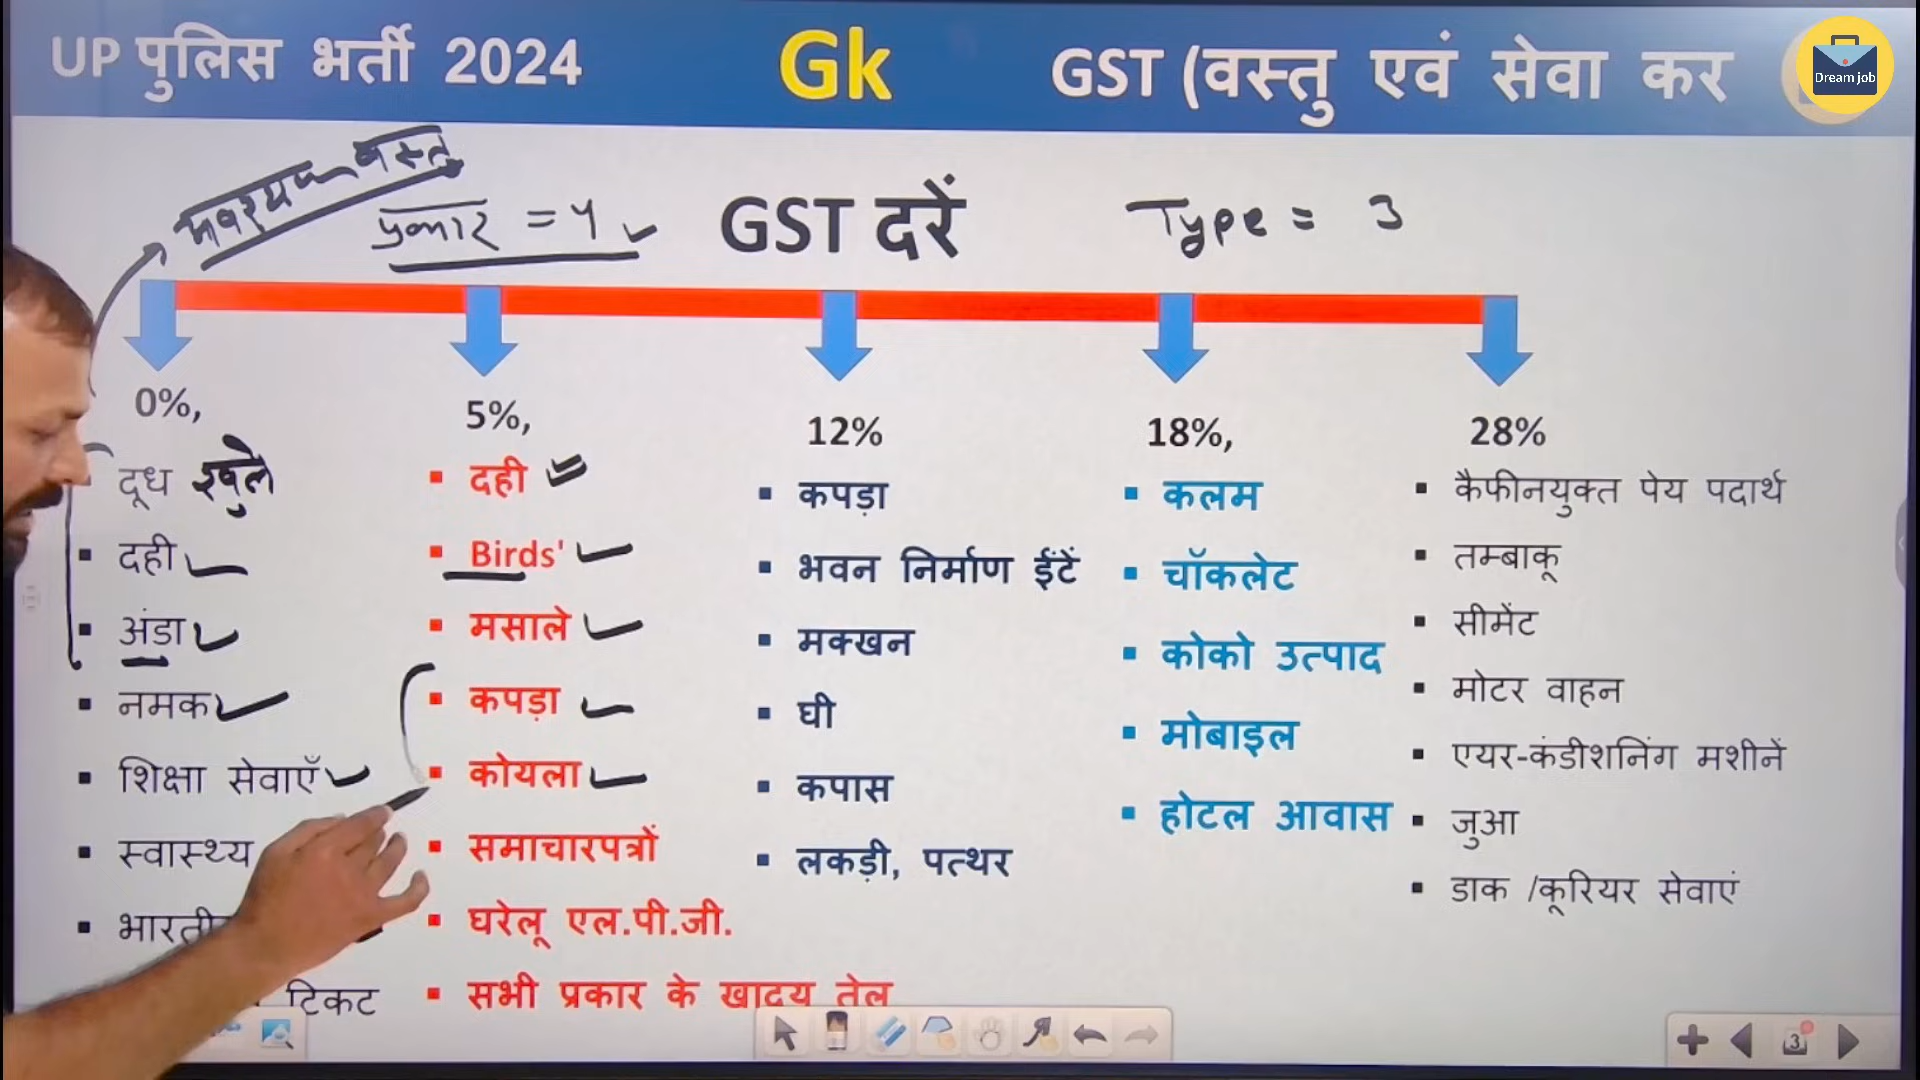 UP पुलिस भर्ती 2024 Gk GST (वस्तु एवं सेवा कर
Dream job
वस्तु
प्रकार = 4 GST दरें Type = 3
0%, 5%, 12% 18%, 28%
दूध खुले
दही
अंडा
नमक
शिक्षा सेवाएँ
स्वास्थ्य
टिकट
दही
Birds'
मसाले
कपड़ा
कोयला
समाचारपत्रों
घरेलू एल.पी.जी.
सभी प्रकार के खाद्य तेल
कपड़ा
भवन निर्माण ईंटें
मक्खन
घी
कपास
लकड़ी, पत्थर
कलम
चॉकलेट
कोको उत्पाद
मोबाइल
होटल आवास
कैफीनयुक्त पेय पदार्थ
तम्बाकू
सीमेंट
मोटर वाहन
एयर-कंडीशनिंग मशीनें
जुआ
डाक /कूरियर सेवाएं
3